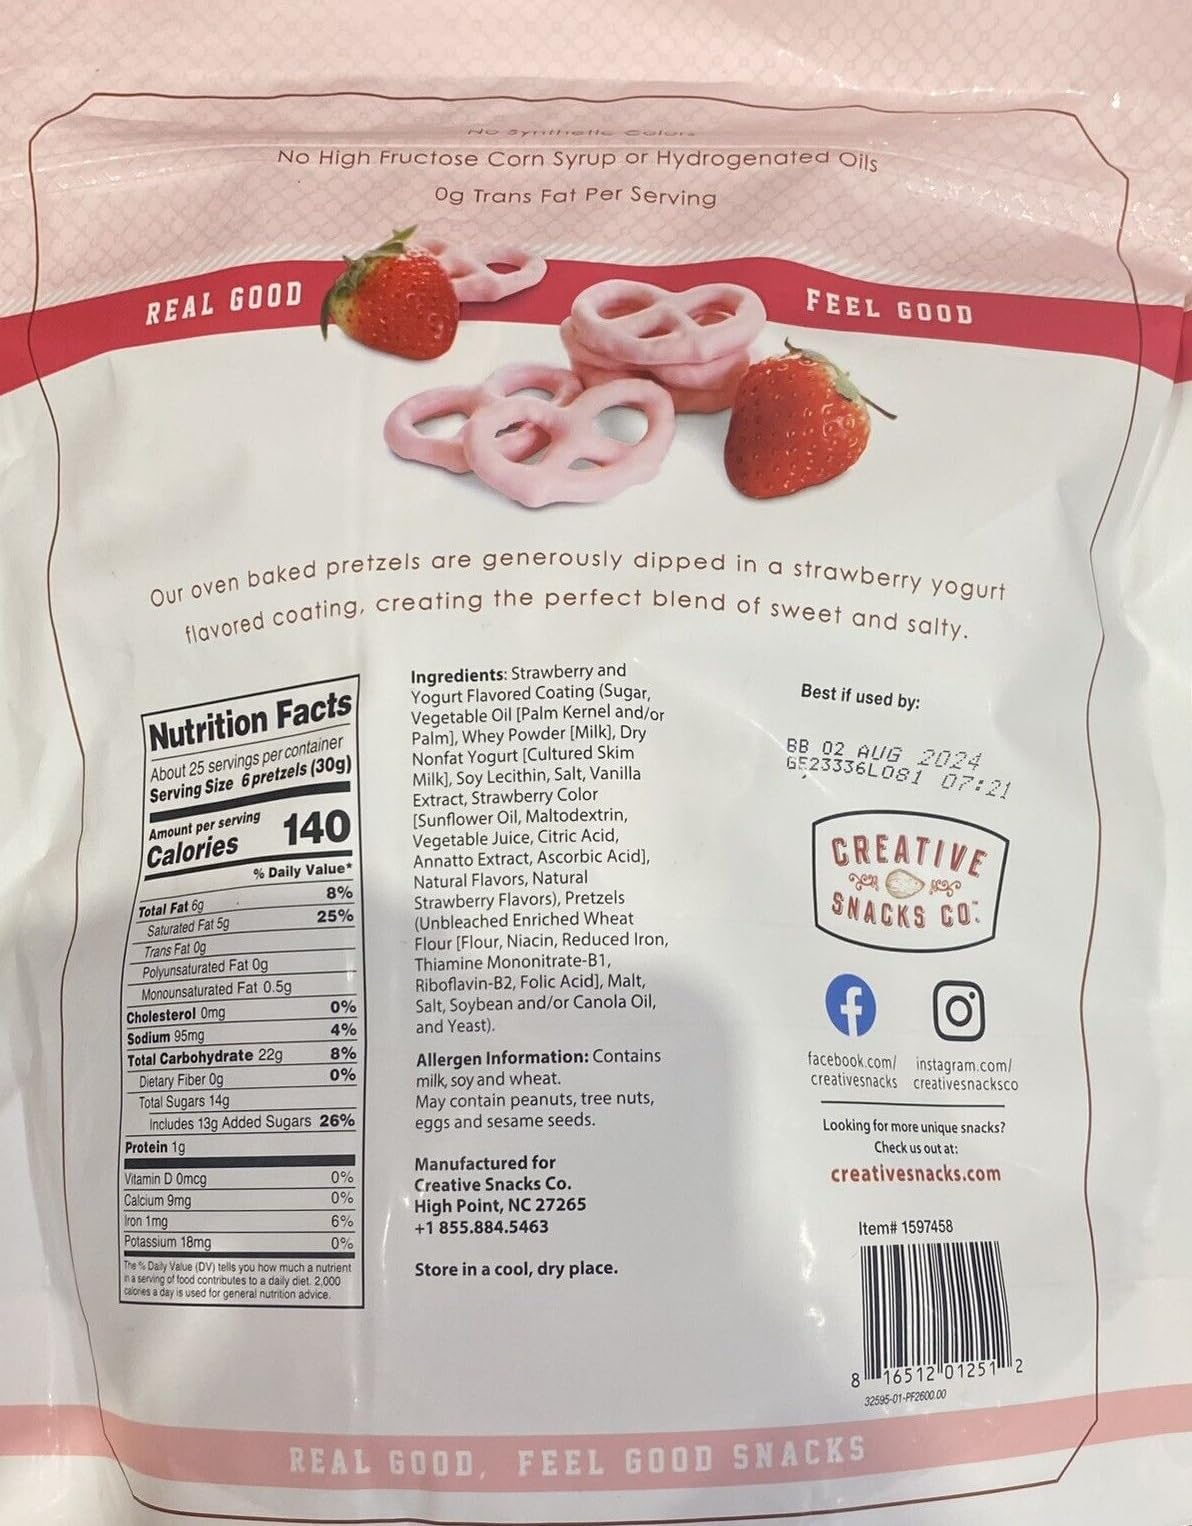 No Synthetic Colors
No High Fructose Corn Syrup or Hydrogenated Oils
0g Trans Fat Per Serving
REAL GOOD
FEEL GOOD
Our oven baked pretzels are generously dipped in a strawberry yogurt
flavored coating, creating the perfect blend of sweet and salty.
Nutrition Facts
About 25 servings per container
Serving Size 6 pretzels (30g)
Amount per serving
Calories 140
% Daily Value*
Total Fat 6g 8%
Saturated Fat 5g 25%
Trans Fat 0g
Polyunsaturated Fat 0g
Monounsaturated Fat 0.5g
Cholesterol 0mg 0%
Sodium 95mg 4%
Total Carbohydrate 22g 8%
Dietary Fiber 0g 0%
Total Sugars 14g
Includes 13g Added Sugars 26%
Protein 1g
Vitamin D 0mcg 0%
Calcium 9mg 0%
Iron 1mg 6%
Potassium 18mg 0%
The % Daily Value (DV) tells you how much a nutrient
in a serving of food contributes to a daily diet. 2,000
calories a day is used for general nutrition advice.
Ingredients: Strawberry and
Yogurt Flavored Coating (Sugar,
Vegetable Oil [Palm Kernel and/or
Palm], Whey Powder [Milk], Dry
Nonfat Yogurt [Cultured Skim
Milk], Soy Lecithin, Salt, Vanilla
Extract, Strawberry Color
[Sunflower Oil, Maltodextrin,
Vegetable Juice, Citric Acid,
Annatto Extract, Ascorbic Acid],
Natural Flavors, Natural
Strawberry Flavors), Pretzels
(Unbleached Enriched Wheat
Flour [Flour, Niacin, Reduced Iron,
Thiamine Mononitrate-B1,
Riboflavin-B2, Folic Acid], Malt,
Salt, Soybean and/or Canola Oil,
and Yeast).
Allergen Information: Contains
milk, soy and wheat.
May contain peanuts, tree nuts,
eggs and sesame seeds.
Manufactured for
Creative Snacks Co.
High Point, NC 27265
+1 855.884.5463
Store in a cool, dry place.
Best if used by:
BB 02 AUG 2024
GE23336L081 07:21
CREATIVE
SNACKS CO.™
facebook.com/
creativesnacks
instagram.com/
creativesnacksco
Looking for more unique snacks?
Check us out at:
creativesnacks.com
Item# 1597458
8 16512 01251 2
32595-01-PF2600.00
REAL GOOD, FEEL GOOD SNACKS